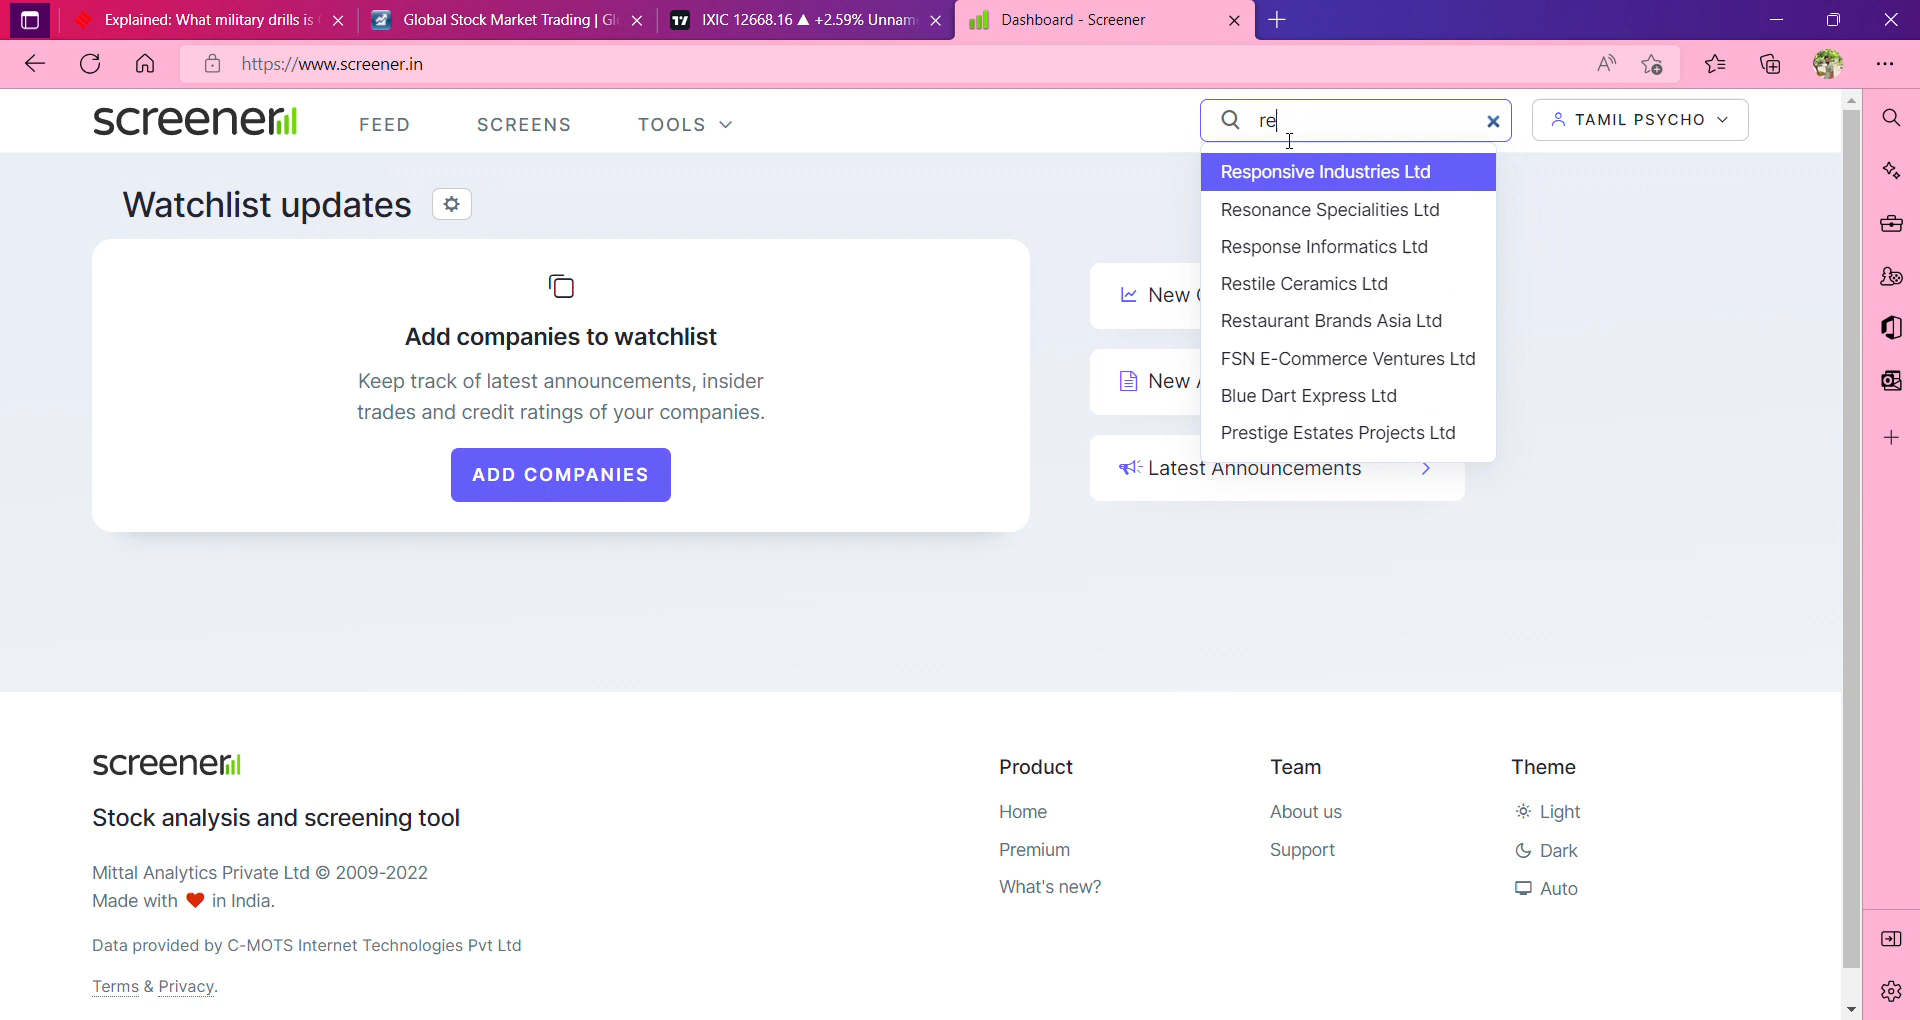 Explained: What military drills is
Global Stock Market Trading | Gl
IXIC 12668.16 ▲ +2.59% Unnam
Dashboard - Screener
https://www.screener.in
screener
FEED
SCREENS
TOOLS
re
TAMIL PSYCHO
Responsive Industries Ltd
Resonance Specialities Ltd
Response Informatics Ltd
Restile Ceramics Ltd
Restaurant Brands Asia Ltd
FSN E-Commerce Ventures Ltd
Blue Dart Express Ltd
Prestige Estates Projects Ltd
Watchlist updates
Add companies to watchlist
Keep track of latest announcements, insider
trades and credit ratings of your companies.
ADD COMPANIES
New
New
Latest Announcements
screener
Stock analysis and screening tool
Mittal Analytics Private Ltd © 2009-2022
Made with ❤ in India.
Data provided by C-MOTS Internet Technologies Pvt Ltd
Terms & Privacy.
Product
Home
Premium
What's new?
Team
About us
Support
Theme
Light
Dark
Auto